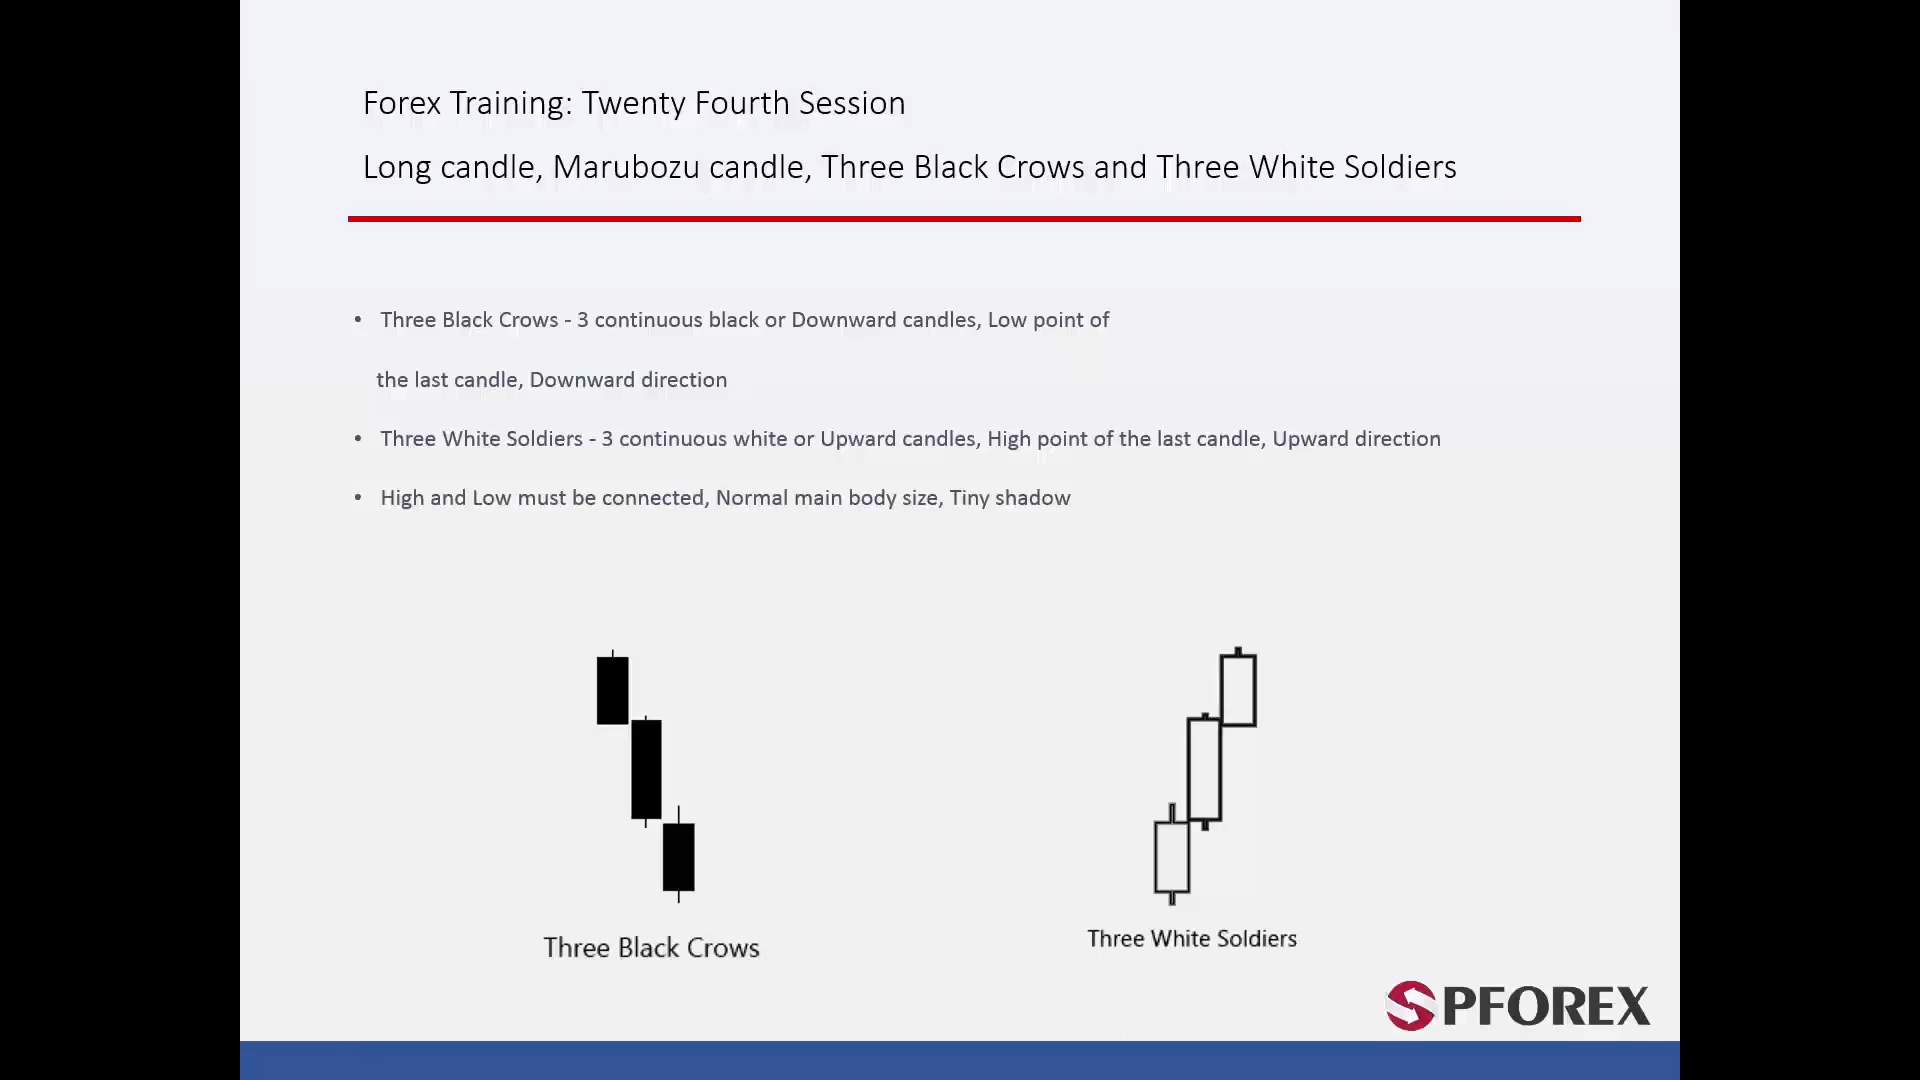 Forex Training: Twenty Fourth Session
Long candle, Marubozu candle, Three Black Crows and Three White Soldiers
• Three Black Crows - 3 continuous black or Downward candles, Low point of
the last candle, Downward direction
• Three White Soldiers - 3 continuous white or Upward candles, High point of the last candle, Upward direction
• High and Low must be connected, Normal main body size, Tiny shadow
Three Black Crows
Three White Soldiers
SPFOREX